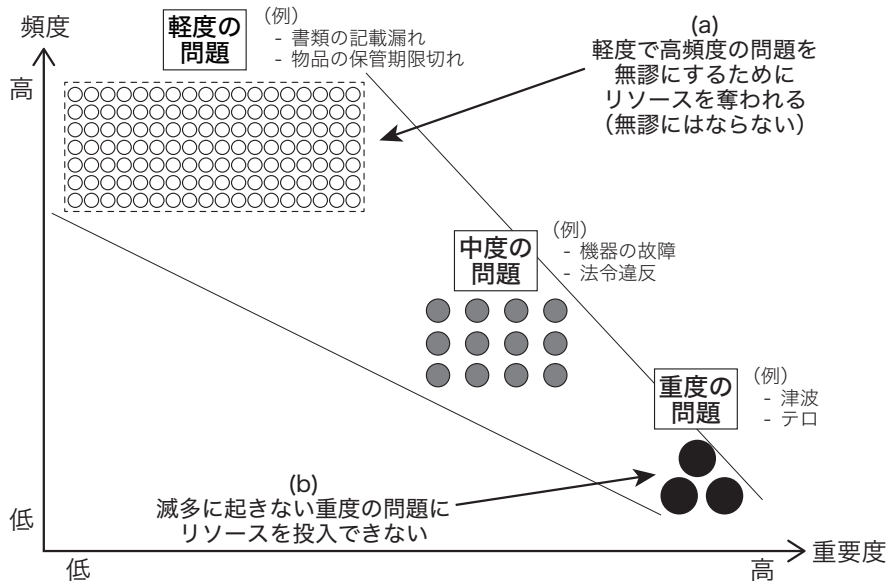 頻度
高
低
低
高
重要度
軽度の
問題
（例）
- 書類の記載漏れ
- 物品の保管期限切れ
(a)
軽度で高頻度の問題を
無謬にするために
リソースを奪われる
（無謬にはならない）
中度の
問題
（例）
- 機器の故障
- 法令違反
重度の
問題
（例）
- 津波
- テロ
(b)
滅多に起きない重度の問題に
リソースを投入できない